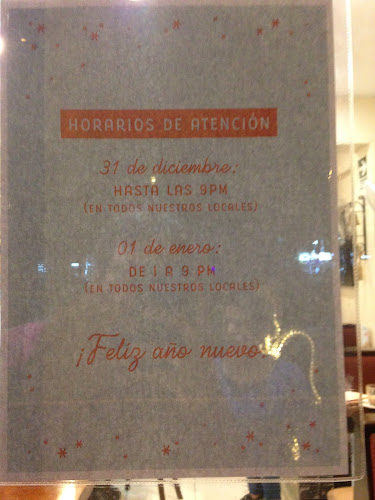 HORARIOS DE ATENCIÓN
31 de diciembre:
HASTA LAS 9PM
(EN TODOS NUESTROS LOCALES)
01 de enero:
DE 1 A 9 PM
(EN TODOS NUESTROS LOCALES)
¡Feliz año nuevo!